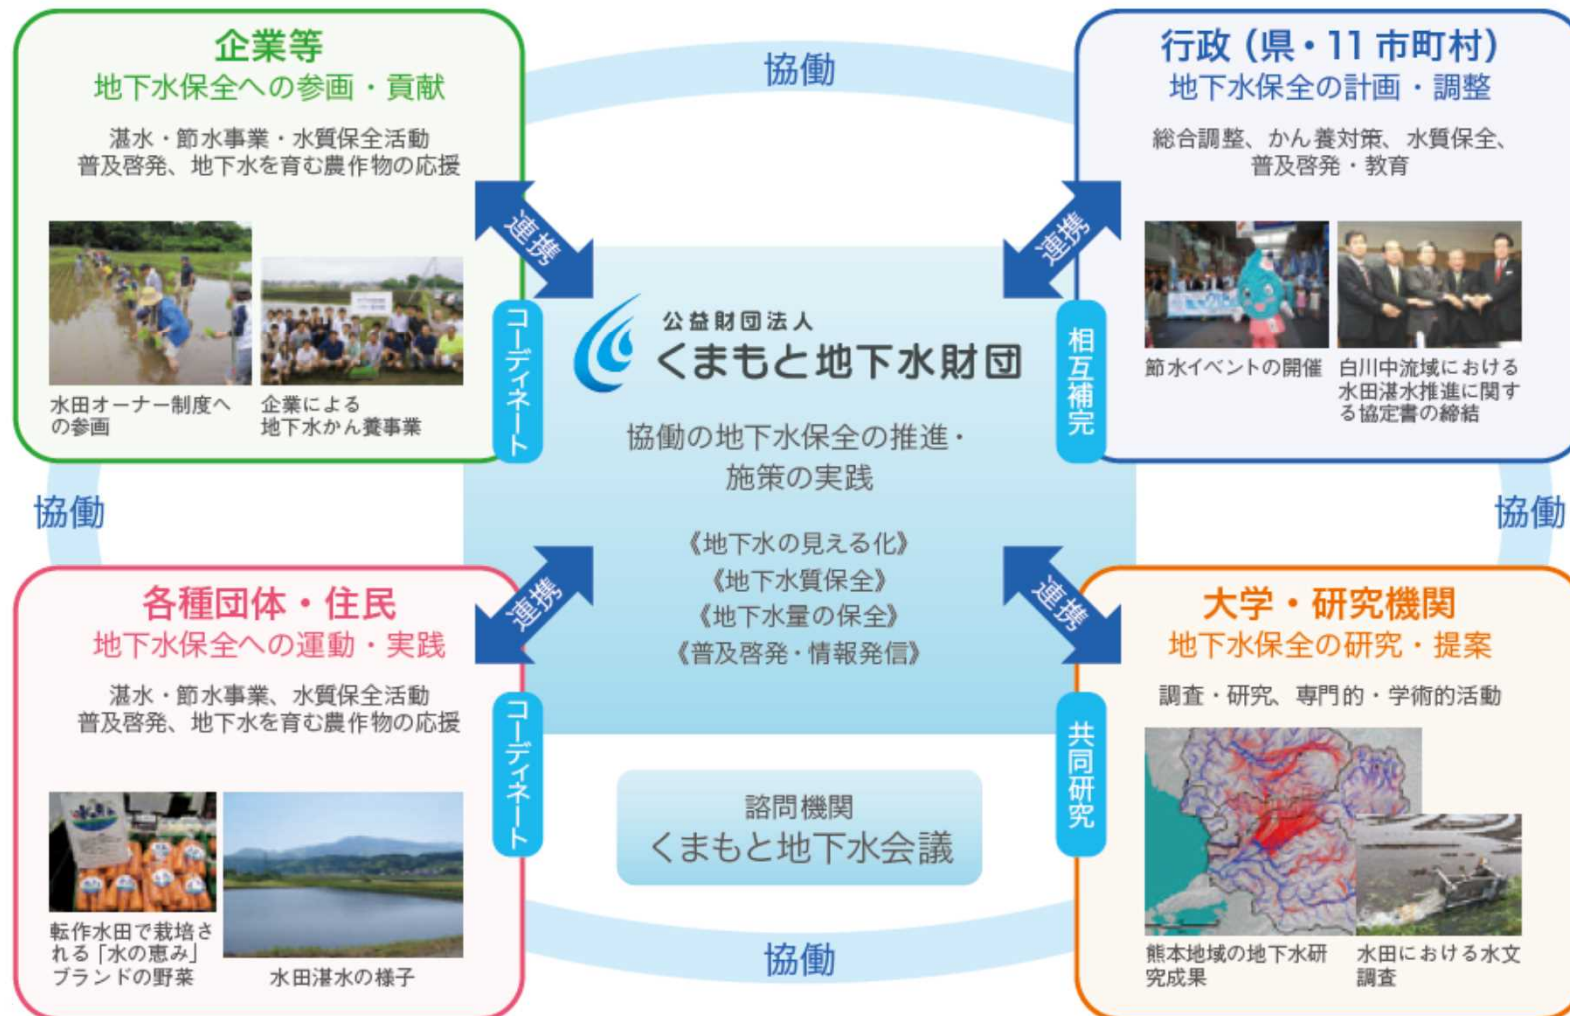 企業等
地下水保全への参画・貢献
湛水・節水事業・水質保全活動
普及啓発、地下水を育む農作物の応援
水田オーナー制度へ
の参画
企業による
地下水かん養事業
協働
行政（県・11 市町村）
地下水保全の計画・調整
総合調整、かん養対策、水質保全、
普及啓発・教育
節水イベントの開催
白川中流域における
水田湛水推進に関す
る協定書の締結
連携
連携
コーディネート
相互補完
公益財団法人
くまもと地下水財団
協働の地下水保全の推進・
施策の実践
《地下水の見える化》
《地下水質保全》
《地下水量の保全》
《普及啓発・情報発信》
協働
協働
各種団体・住民
地下水保全への運動・実践
湛水・節水事業、水質保全活動
普及啓発、地下水を育む農作物の応援
転作水田で栽培さ
れる「水の恵み」
ブランドの野菜
水田湛水の様子
連携
連携
コーディネート
共同研究
諮問機関
くまもと地下水会議
大学・研究機関
地下水保全の研究・提案
調査・研究、専門的・学術的活動
熊本地域の地下水研
究成果
水田における水文
調査
協働